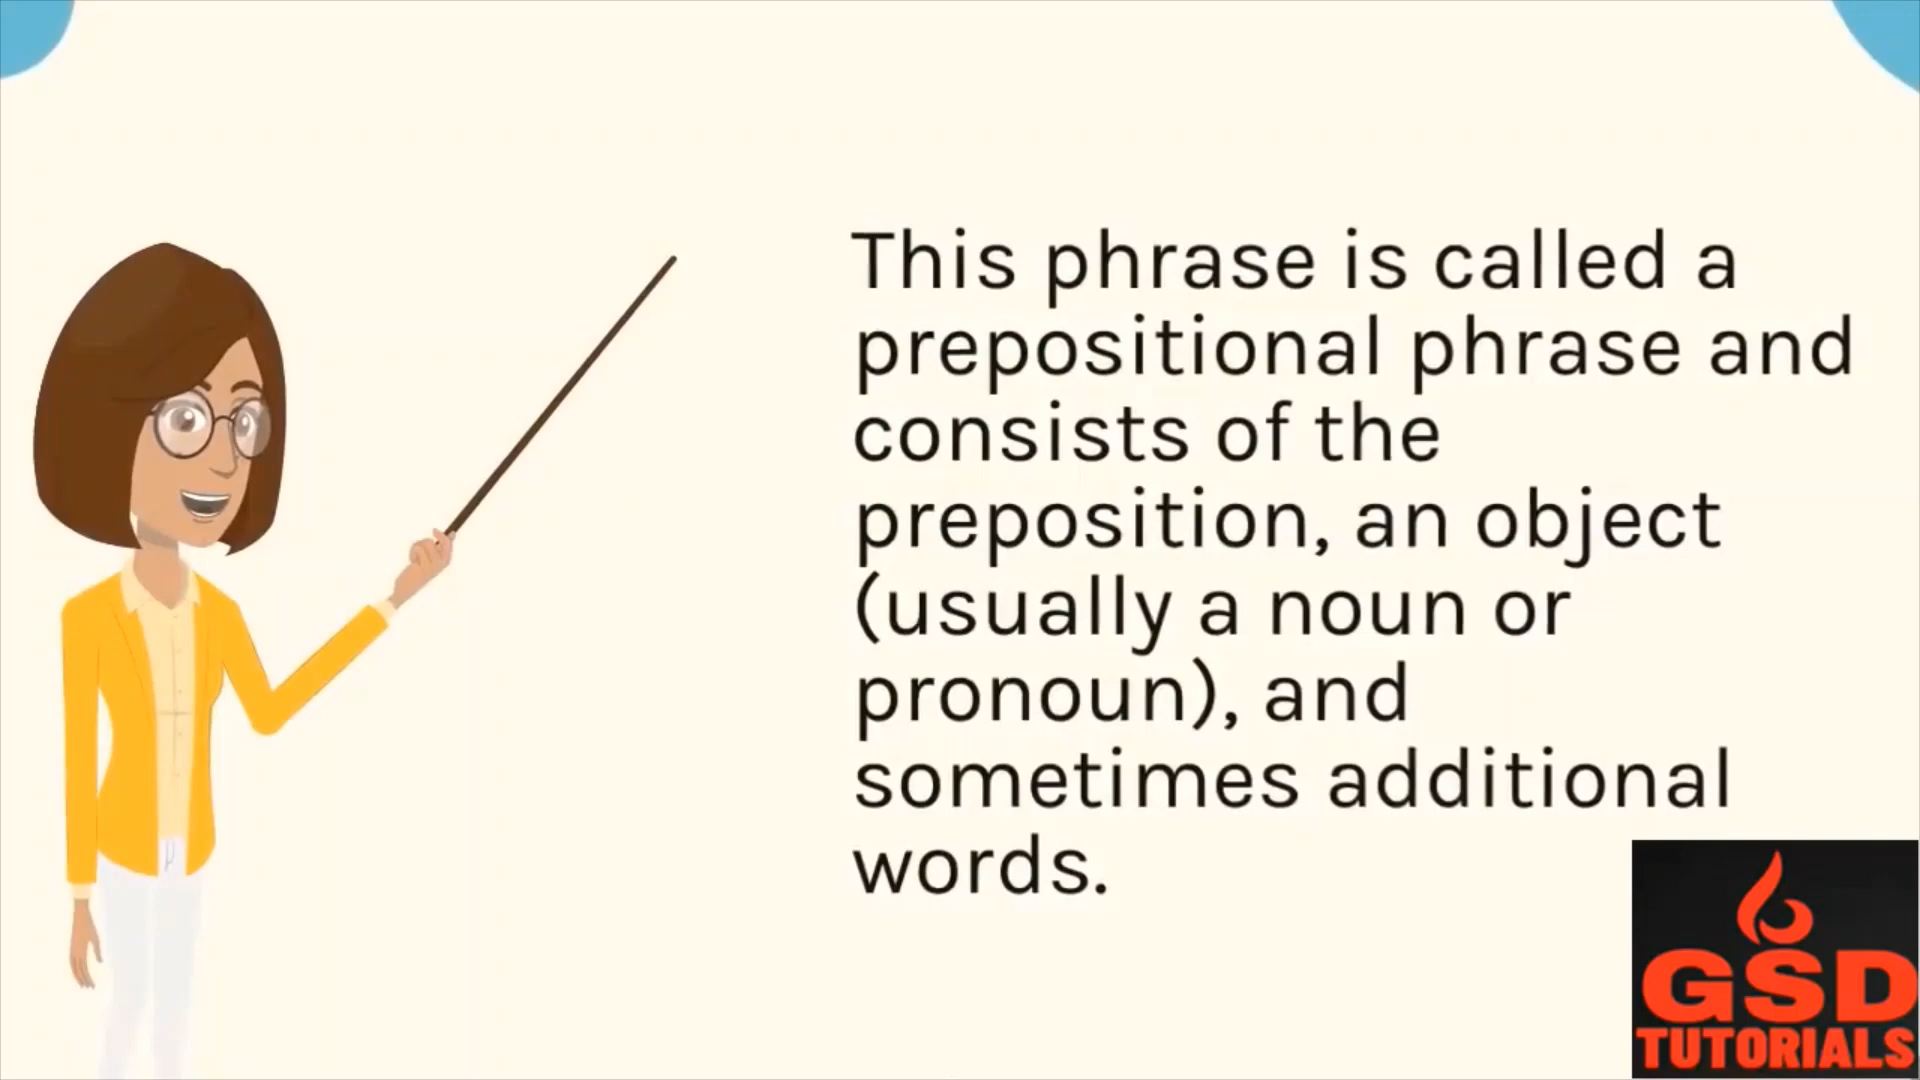 This phrase is called a
prepositional phrase and
consists of the
preposition, an object
(usually a noun or
pronoun), and
sometimes additional
words.
GSD
TUTORIALS